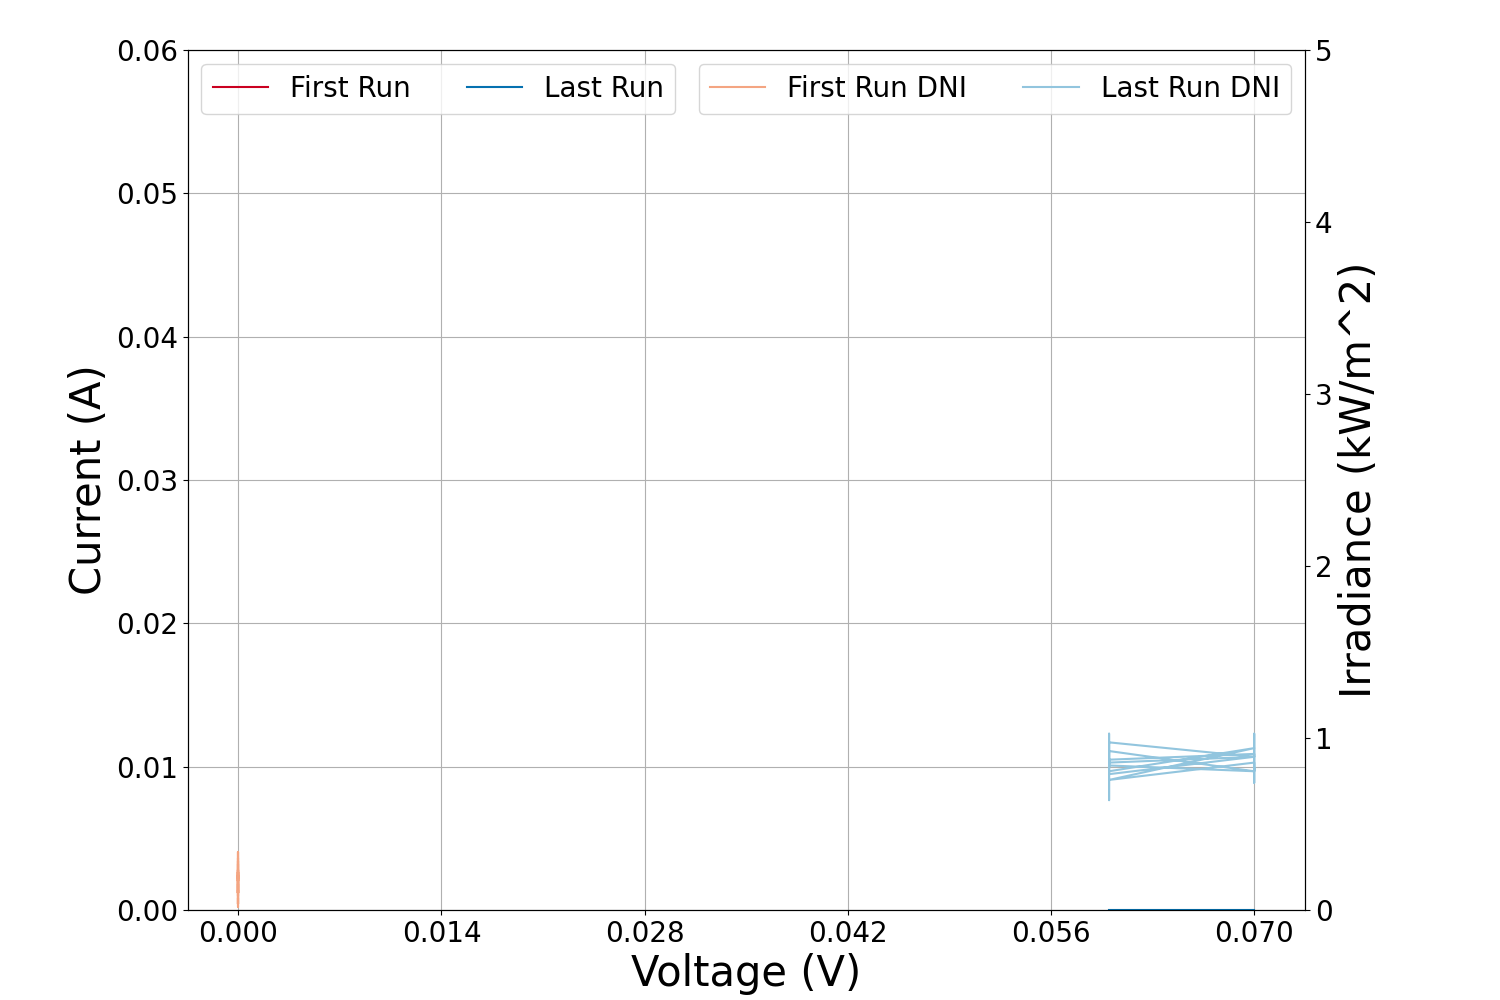 First Run
Last Run
First Run DNI
Last Run DNI
Current (A)
0.06
0.05
0.04
0.03
0.02
0.01
0.00
5
4
3
2
1
0
Irradiance (kW/m^2)
0.000
0.014
0.028
0.042
0.056
0.070
Voltage (V)